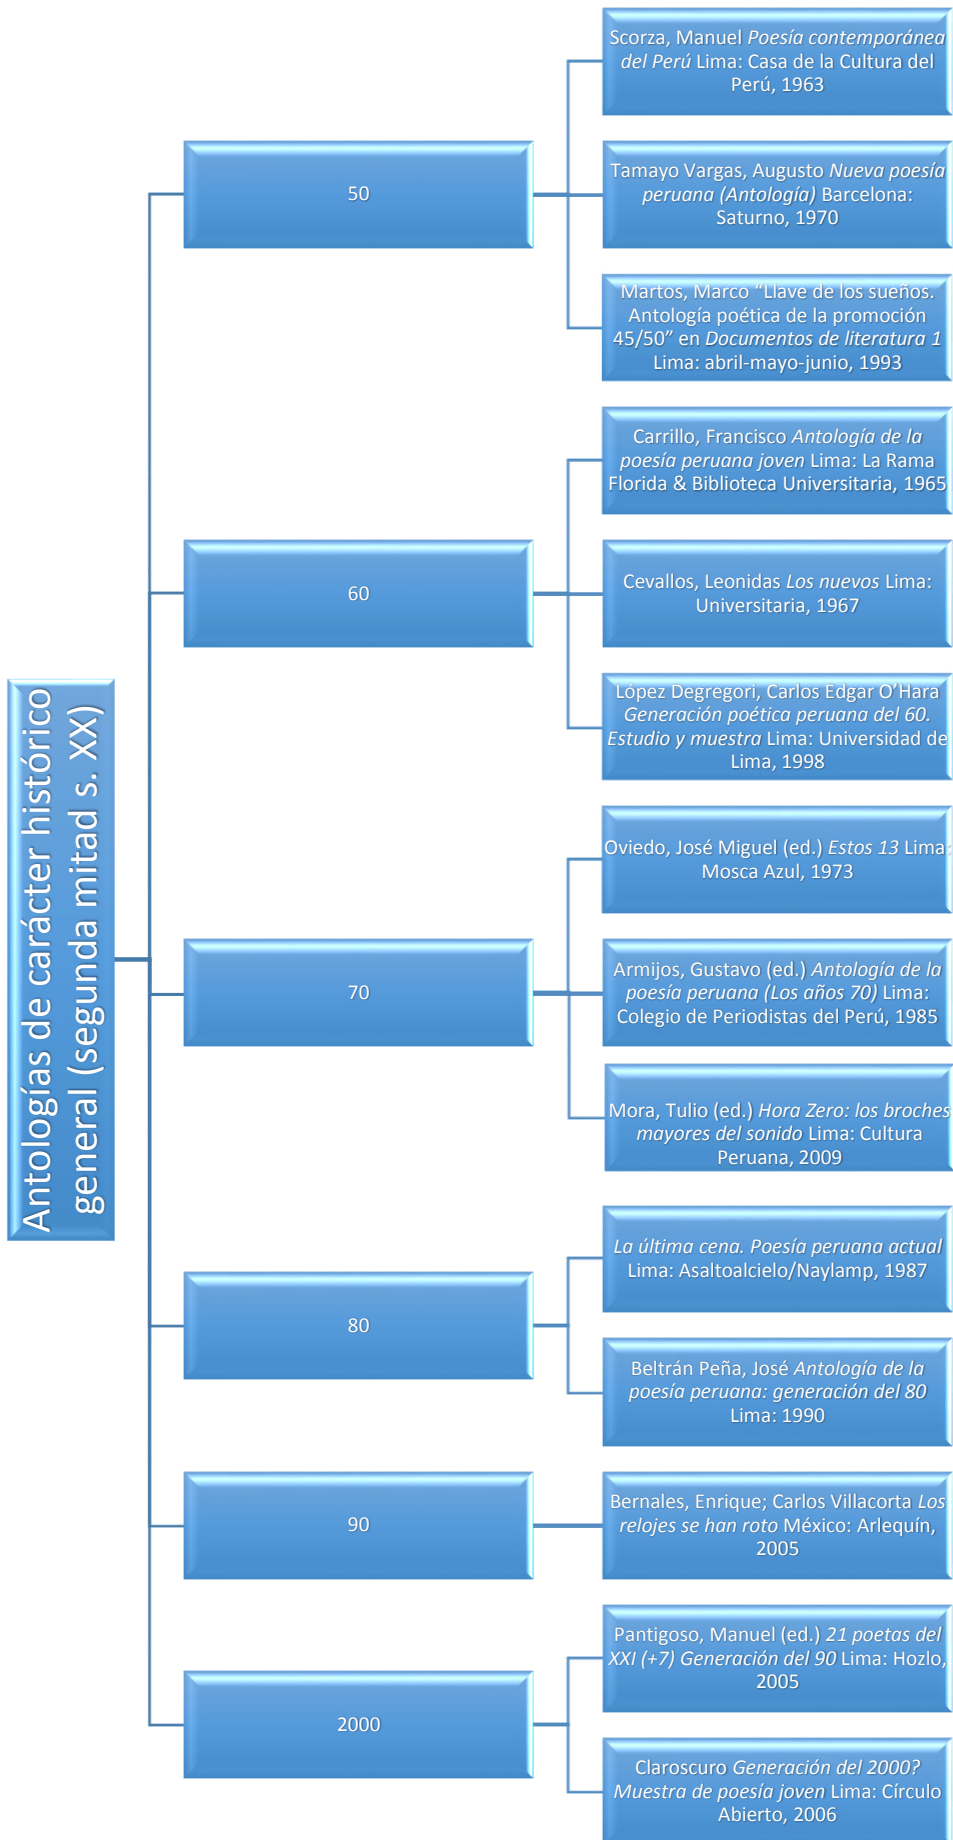 Antologías de carácter histórico
general (segunda mitad s. XX)
50
Scorza, Manuel Poesía contemporánea
del Perú Lima: Casa de la Cultura del
Perú, 1963
Tamayo Vargas, Augusto Nueva poesía
peruana (Antología) Barcelona:
Saturno, 1970
Martos, Marco “Llave de los sueños.
Antología poética de la promoción
45/50” en Documentos de literatura 1
Lima: abril-mayo-junio, 1993
60
Carrillo, Francisco Antología de la
poesía peruana joven Lima: La Rama
Florida & Biblioteca Universitaria, 1965
Cevallos, Leonidas Los nuevos Lima:
Universitaria, 1967
López Degregori, Carlos Edgar O’Hara
Generación poética peruana del 60.
Estudio y muestra Lima: Universidad de
Lima, 1998
70
Oviedo, José Miguel (ed.) Estos 13 Lima:
Mosca Azul, 1973
Armijos, Gustavo (ed.) Antología de la
poesía peruana (Los años 70) Lima:
Colegio de Periodistas del Perú, 1985
Mora, Tulio (ed.) Hora Zero: los broches
mayores del sonido Lima: Cultura
Peruana, 2009
80
La última cena. Poesía peruana actual
Lima: Asaltoalcielo/Naylamp, 1987
Beltrán Peña, José Antología de la
poesía peruana: generación del 80
Lima: 1990
90
Bernales, Enrique; Carlos Villacorta Los
relojes se han roto México: Arlequín,
2005
2000
Pantigoso, Manuel (ed.) 21 poetas del
XXI (+7) Generación del 90 Lima: Hozlo,
2005
Claroscuro Generación del 2000?
Muestra de poesía joven Lima: Círculo
Abierto, 2006